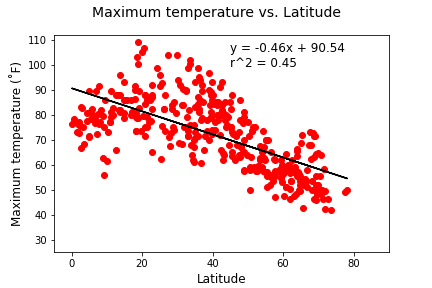 Maximum temperature vs. Latitude
y = -0.46x + 90.54
r^2 = 0.45
Maximum temperature (˚F)
110
100
90
80
70
60
50
40
30
0 20 40 60 80
Latitude